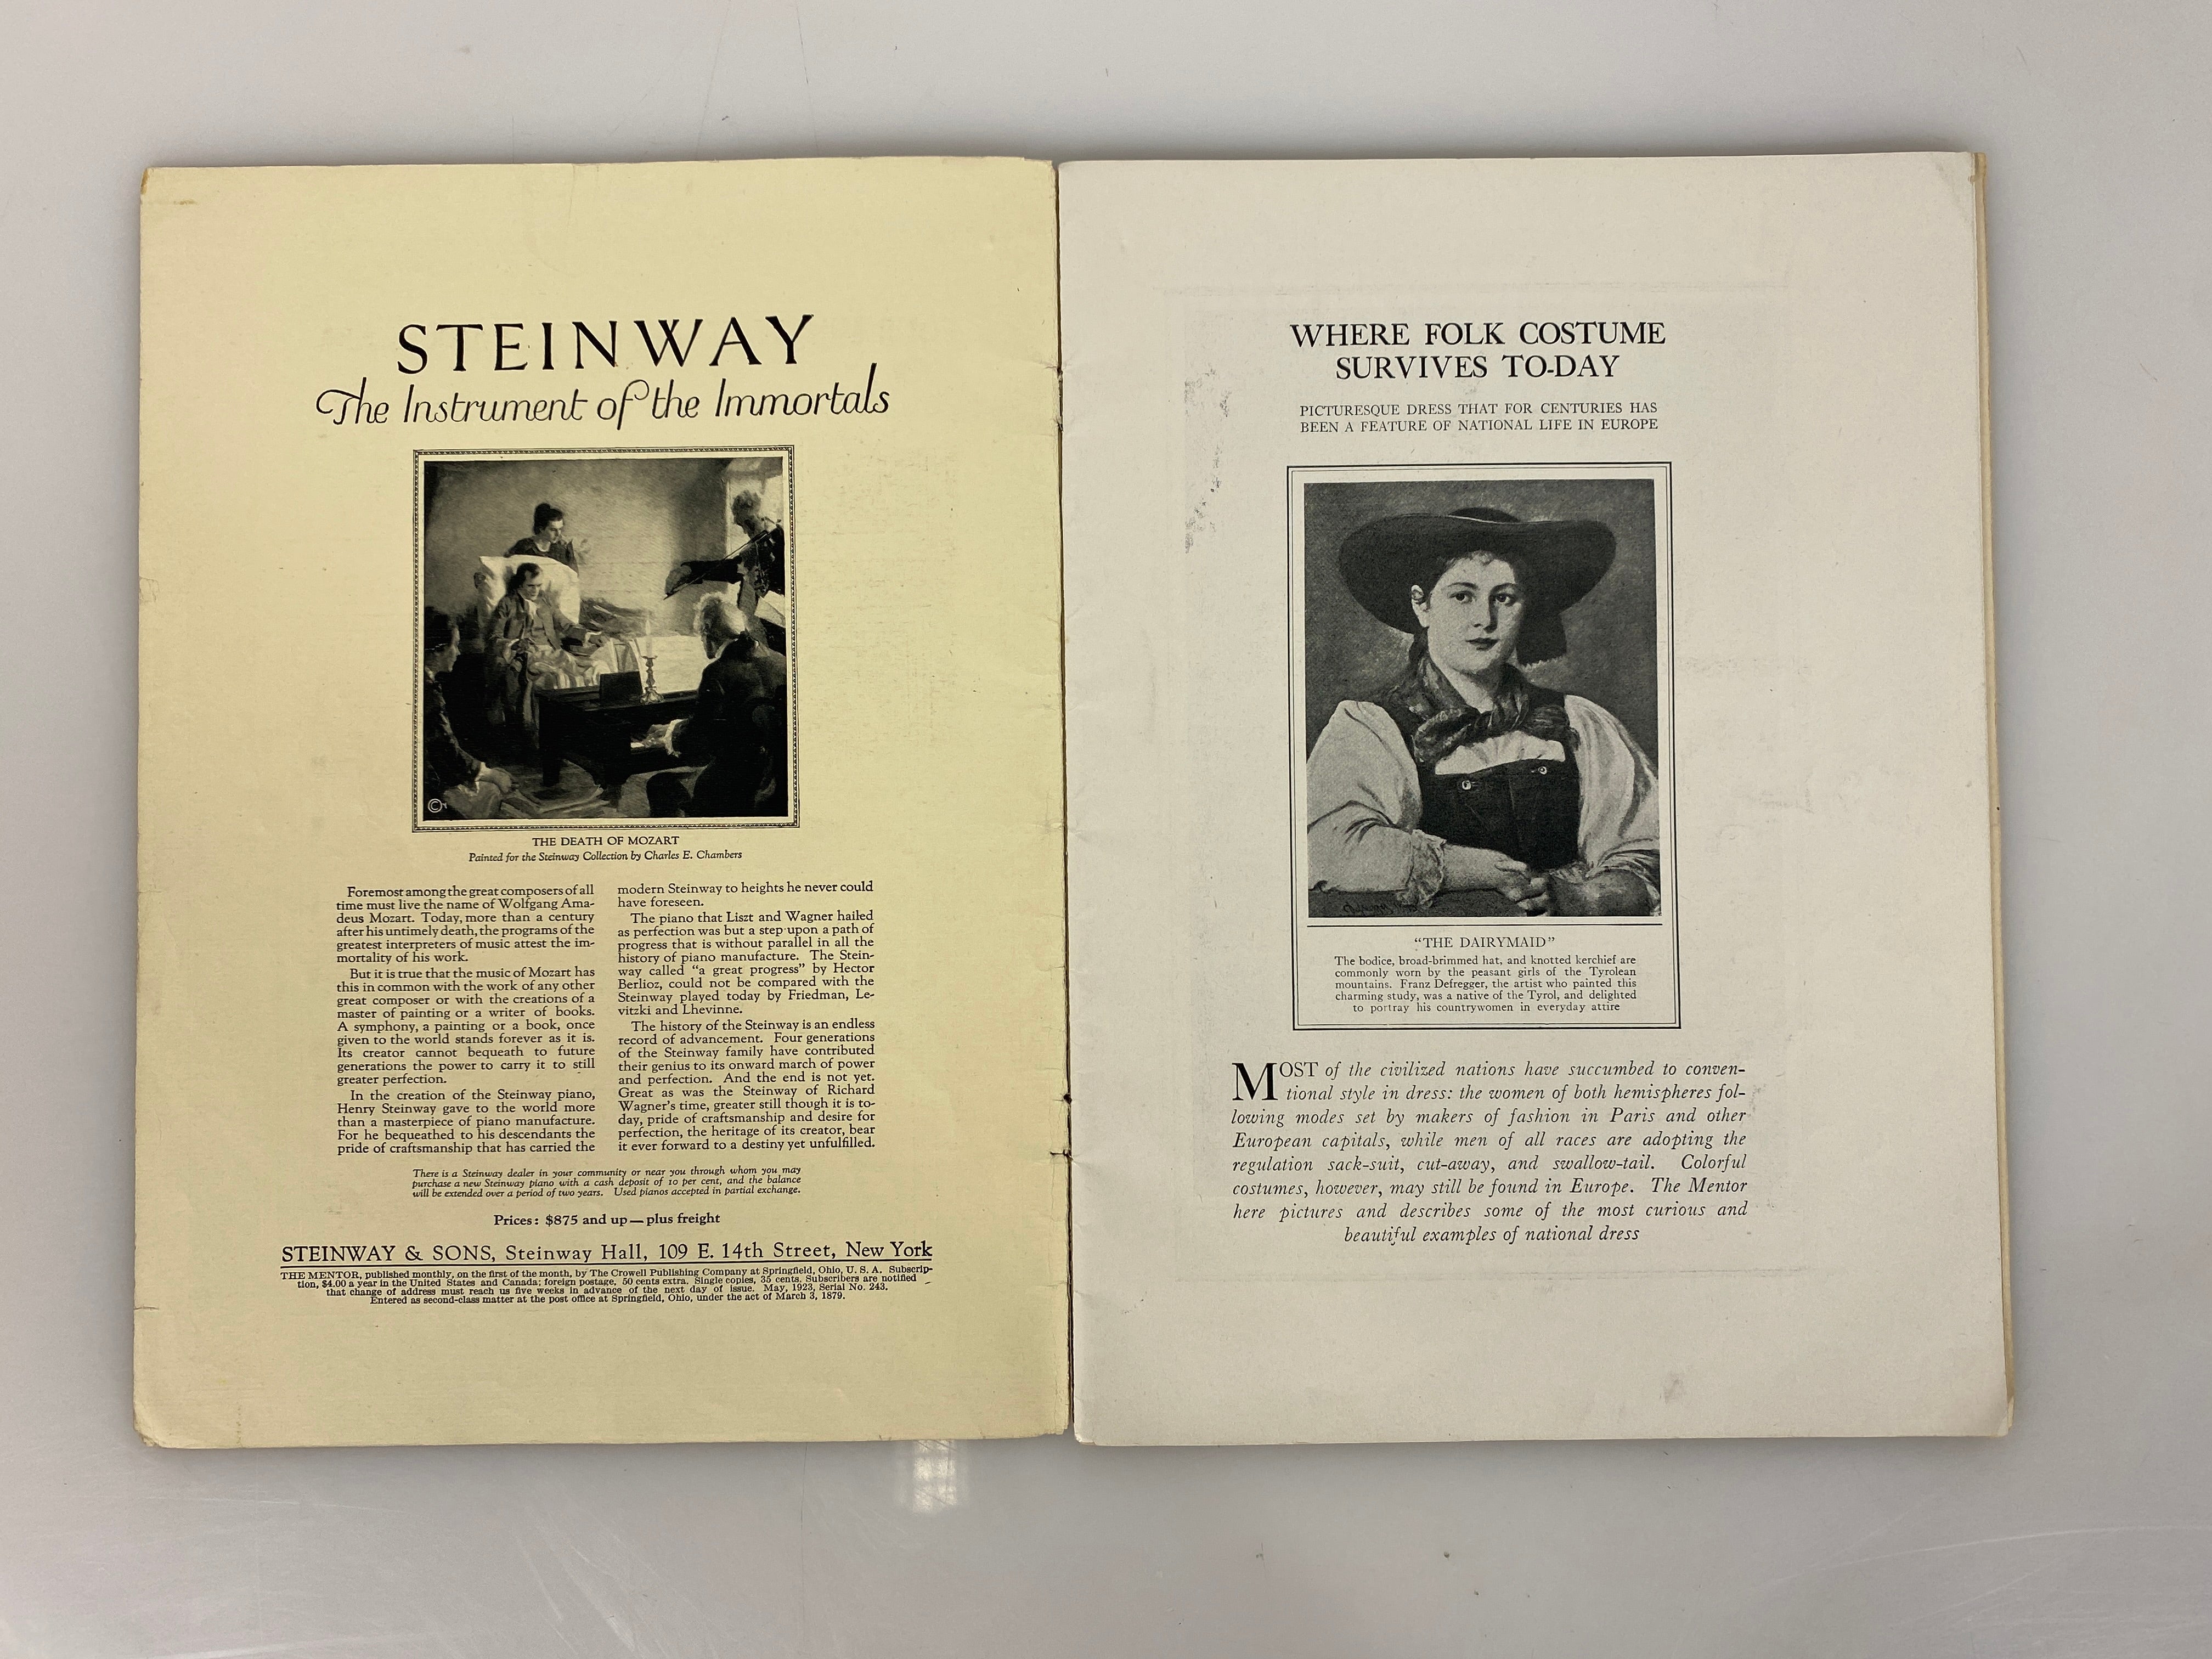 STEINWAY
The Instrument of the Immortals
©
THE DEATH OF MOZART
Painted for the Steinway Collection by Charles E. Chambers
Foremost among the great composers of all
time must live the name of Wolfgang Ama-
deus Mozart. Today, more than a century
after his untimely death, the programs of the
greatest interpreters of music attest the im-
mortality of his work.
But it is true that the music of Mozart has
this in common with the work of any other
great composer or with the creations of a
master of painting or a writer of books.
A symphony, a painting or a book, once
given to the world stands forever as it is.
Its creator cannot bequeath to future
generations the power to carry it to still
greater perfection.
In the creation of the Steinway piano,
Henry Steinway gave to the world more
than a masterpiece of piano manufacture.
For he bequeathed to his descendants the
pride of craftsmanship that has carried the
modern Steinway to heights he never could
have foreseen.
The piano that Liszt and Wagner hailed
as perfection was but a step upon a path of
progress that is without parallel in all the
history of piano manufacture. The Stein-
way called "a great progress" by Hector
Berlioz, could not be compared with the
Steinway played today by Friedman, Le-
vitzki and Lhevinne.
The history of the Steinway is an endless
record of advancement. Four generations
of the Steinway family have contributed
their genius to its onward march of power
and perfection. And the end is not yet.
Great as was the Steinway of Richard
Wagner's time, greater still though it is to-
day, pride of craftsmanship and desire for
perfection, the heritage of its creator, bear
it ever forward to a destiny yet unfulfilled.
There is a Steinway dealer in your community or near you through whom you may
purchase a new Steinway piano with a cash deposit of 10 per cent, and the balance
will be extended over a period of two years. Used pianos accepted in partial exchange.
Prices: $875 and up—plus freight
STEINWAY & SONS, Steinway Hall, 109 E. 14th Street, New York
THE MENTOR, published monthly, on the first of the month, by The Crowell Publishing Company at Springfield, Ohio, U. S. A. Subscrip-
tion, $4.00 a year in the United States and Canada; foreign postage, 50 cents extra. Single copies, 35 cents. Subscribers are notified
that change of address must reach us five weeks in advance of the next day of issue. May, 1923, Serial No. 243.
Entered as second-class matter at the post office at Springfield, Ohio, under the act of March 3, 1879.
WHERE FOLK COSTUME
SURVIVES TO-DAY
PICTURESQUE DRESS THAT FOR CENTURIES HAS
BEEN A FEATURE OF NATIONAL LIFE IN EUROPE
"THE DAIRYMAID"
The bodice, broad-brimmed hat, and knotted kerchief are
commonly worn by the peasant girls of the Tyrolean
mountains. Franz Defregger, the artist who painted this
charming study, was a native of the Tyrol, and delighted
to portray his countrywomen in everyday attire
MOST of the civilized nations have succumbed to conven-
tional style in dress: the women of both hemispheres fol-
lowing modes set by makers of fashion in Paris and other
European capitals, while men of all races are adopting the
regulation sack-suit, cut-away, and swallow-tail. Colorful
costumes, however, may still be found in Europe. The Mentor
here pictures and describes some of the most curious and
beautiful examples of national dress